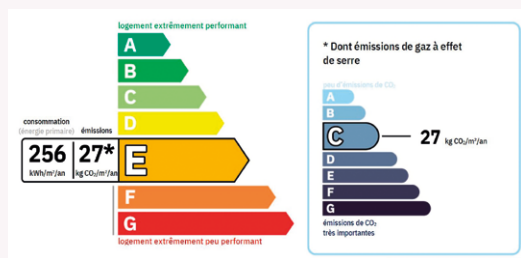 logement extrêmement performant
A
B
C
D
consommation
(énergie primaire) émissions
256 27* E
kWh/m²/an kg CO₂/m²/an
F
G
logement extrêmement peu performant
* Dont émissions de gaz à effet
de serre
peu d'émissions de CO₂
A
B
C 27 kg CO₂/m²/an
D
E
F
G
émissions de CO₂
très importantes